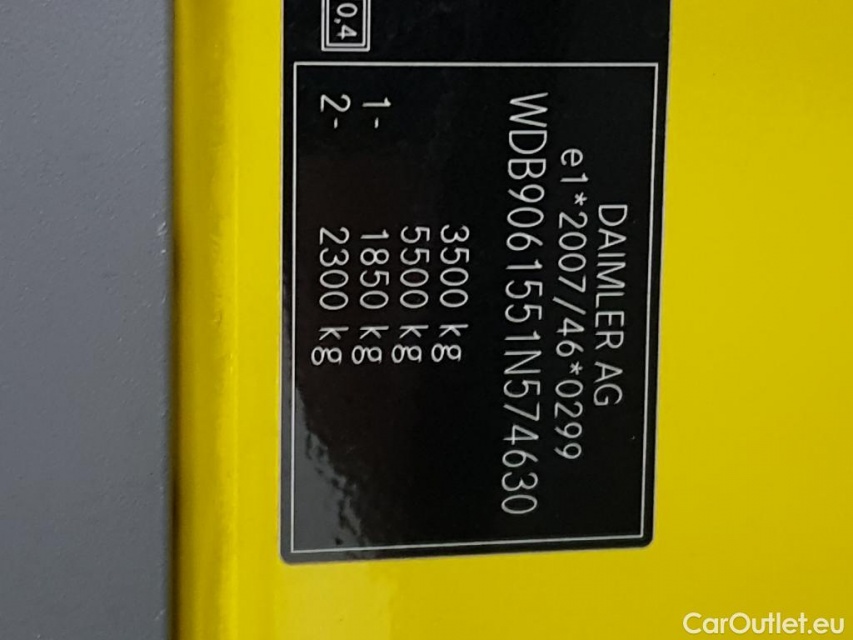 0,4
DAIMLER AG
e1*2007/46*0299
WDB9061551N574630
3500 kg
5500 kg
1- 1850 kg
2- 2300 kg
CarOutlet.eu